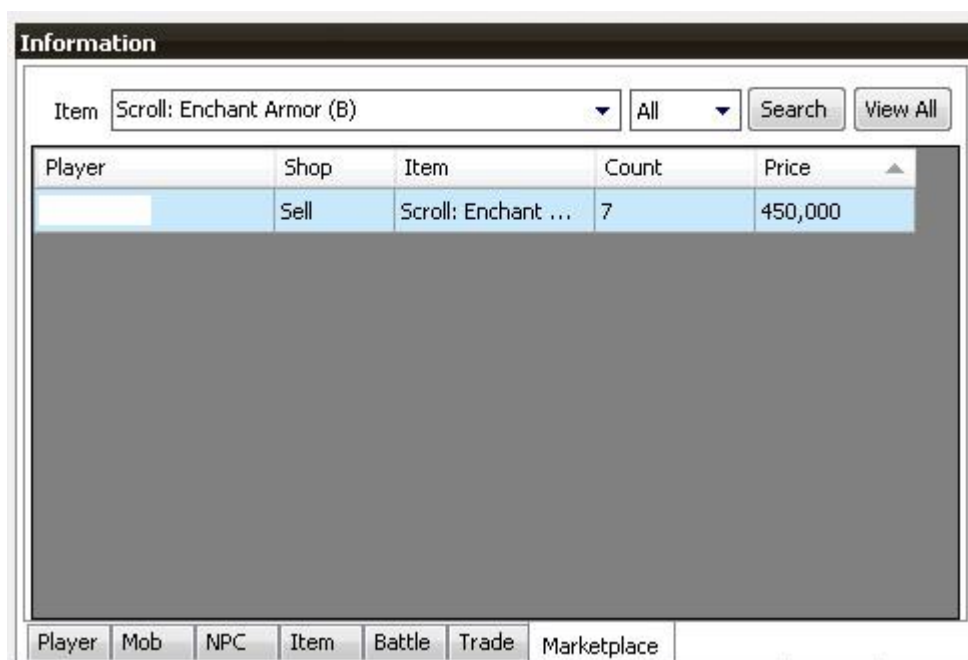 Information
Item Scroll: Enchant Armor (B) All Search View All
Player Shop Item Count Price
Sell Scroll: Enchant ... 7 450,000
Player Mob NPC Item Battle Trade Marketplace